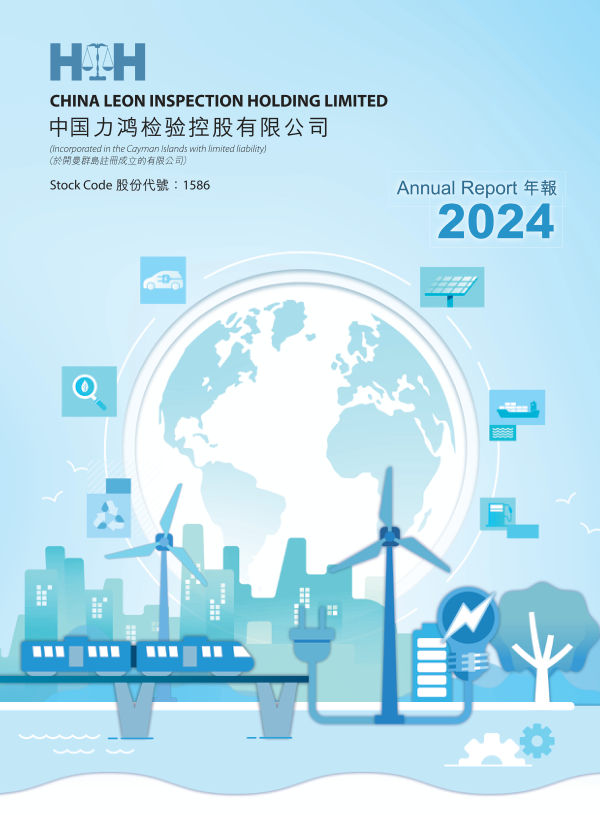 HH
CHINA LEON INSPECTION HOLDING LIMITED
中国力鸿检验控股有限公司
(Incorporated in the Cayman Islands with limited liability)
（於開曼群島註冊成立的有限公司）
Stock Code 股份代號：1586
Annual Report 年報
2024